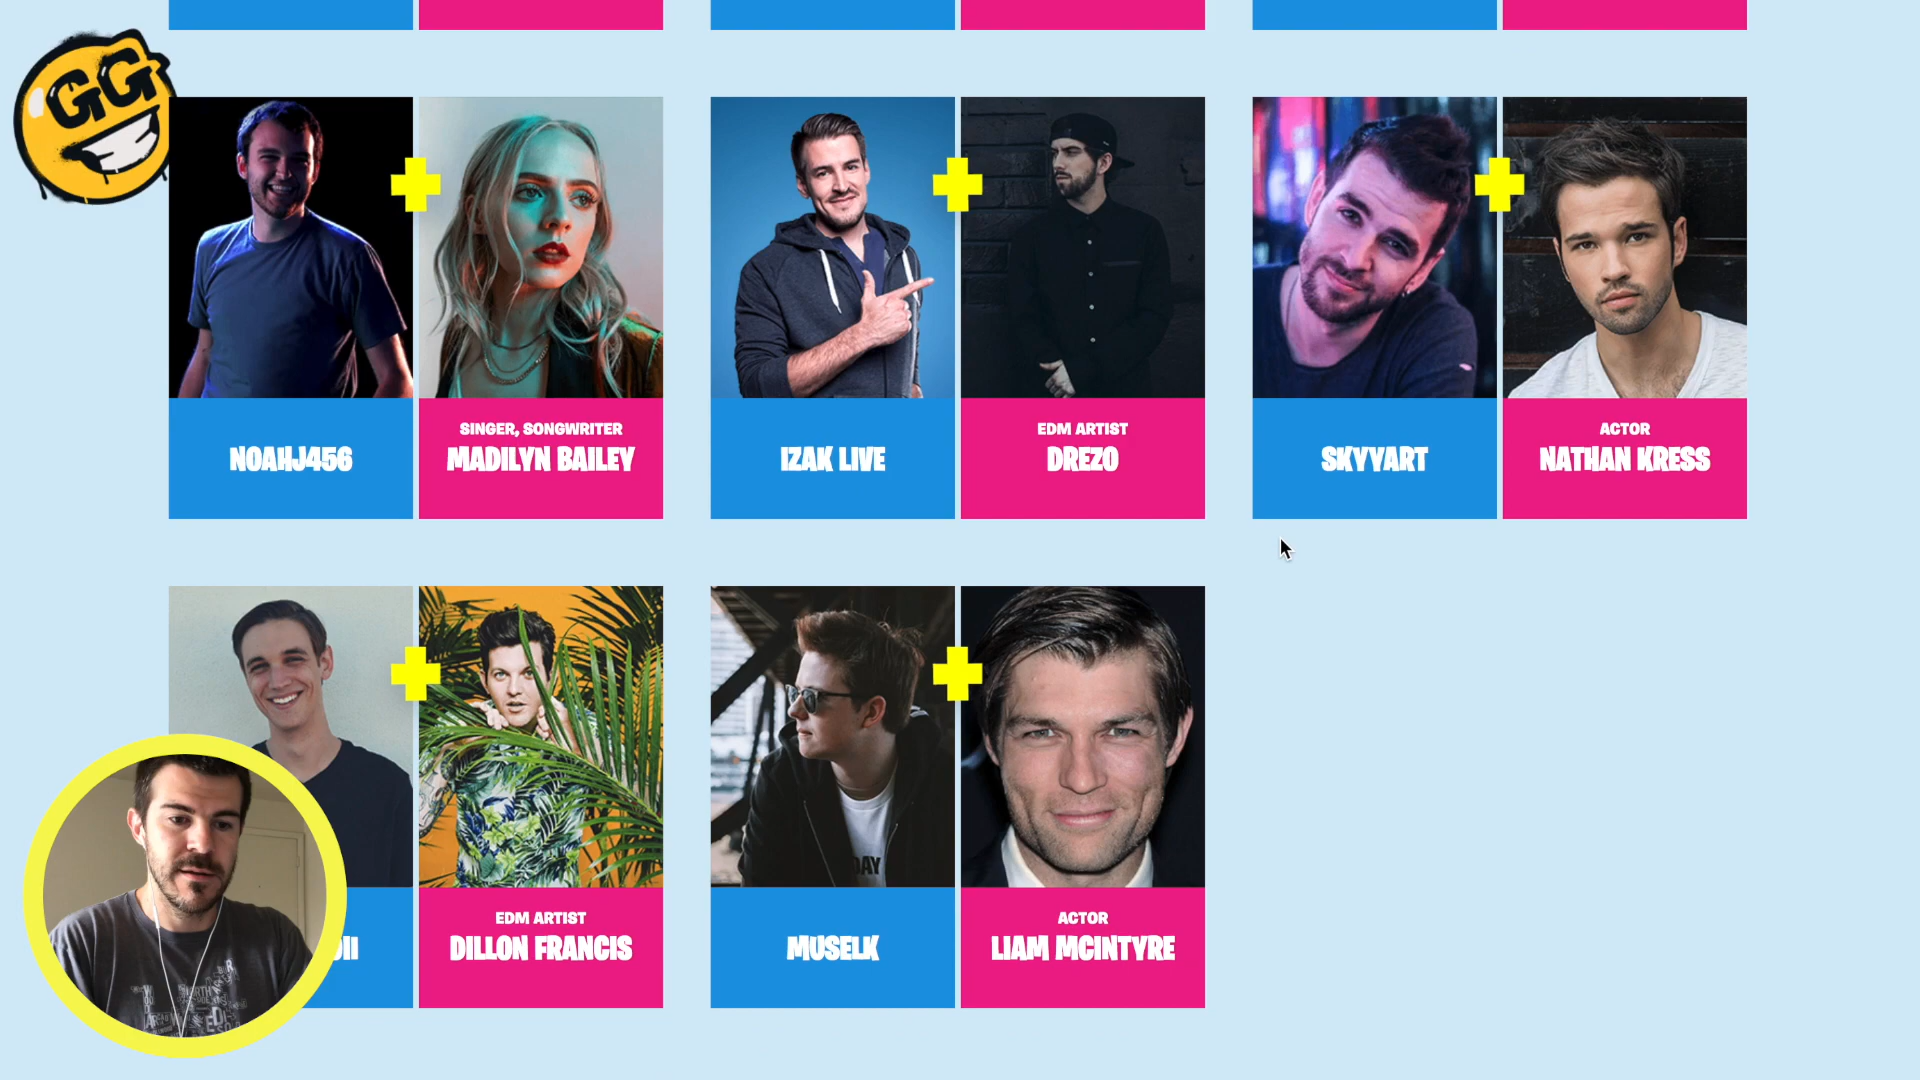 GG
NOAHJ456
SINGER, SONGWRITER
MADILYN BAILEY
IZAK LIVE
EDM ARTIST
DREZO
SKYYART
ACTOR
NATHAN KRESS
DAY
EDM ARTIST
DILLON FRANCIS
MUSELK
ACTOR
LIAM MCINTYRE